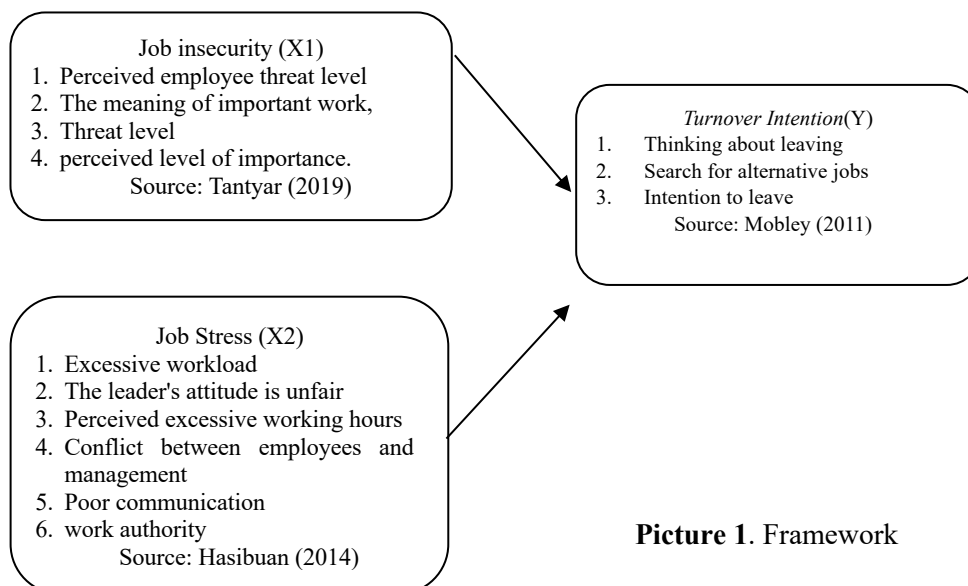 Job insecurity (X1)
1. Perceived employee threat level
2. The meaning of important work,
3. Threat level
4. perceived level of importance.
Source: Tantyar (2019)
Turnover Intention(Y)
1. Thinking about leaving
2. Search for alternative jobs
3. Intention to leave
Source: Mobley (2011)
Job Stress (X2)
1. Excessive workload
2. The leader's attitude is unfair
3. Perceived excessive working hours
4. Conflict between employees and
management
5. Poor communication
6. work authority
Source: Hasibuan (2014)
Picture 1. Framework